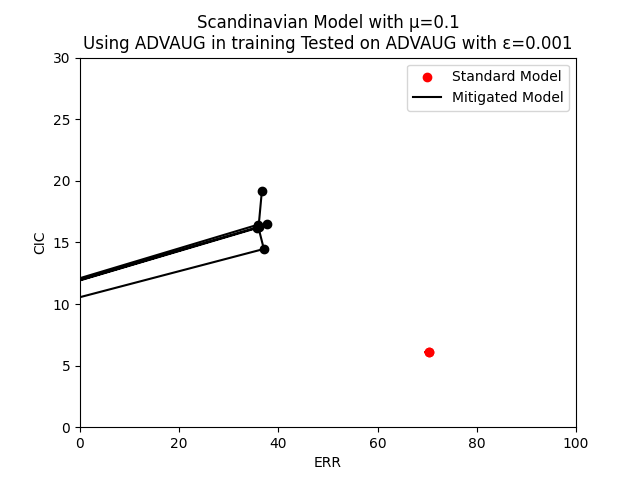 Scandinavian Model with μ=0.1
Using ADVAUG in training Tested on ADVAUG with ε=0.001
30
25
20
15
10
5
0
CIC
Standard Model
Mitigated Model
0 20 40 60 80 100
ERR